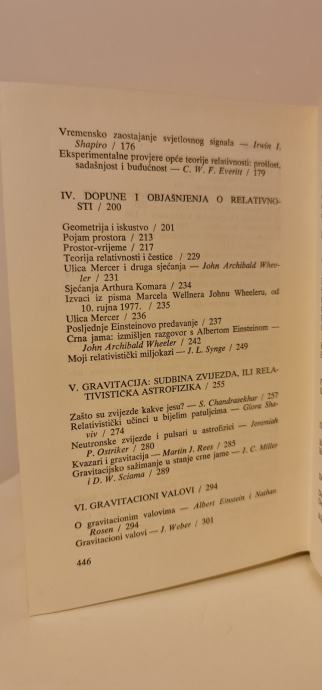 Vremensko zaostajanje svjetlosnog signala — Irwin I.
Shapiro / 176
Eksperimentalne provjere opće teorije relativnosti: prošlost,
sadašnjost i budućnost — C. W. F. Everitt / 179
IV. DOPUNE I OBJAŠNJENJA O RELATIVNO-
STI / 200
Geometrija i iskustvo / 201
Pojam prostora / 213
Prostor-vrijeme / 217
Teorija relativnosti i čestice / 229
Ulica Mercer i druga sjećanja — John Archibald Whee-
ler / 231
Sjećanja Arthura Komara / 234
Izvaci iz pisma Marcela Wellnera Johnu Wheeleru, od
10. rujna 1977. / 235
Ulica Mercer / 236
Posljednje Einsteinovo predavanje / 237
Crna jama: izmišljen razgovor s Albertom Einsteinom —
John Archibald Wheeler / 242
Moji relativistički miljokazi — J. L. Synge / 249
V. GRAVITACIJA: SUDBINA ZVIJEZDA, ILI RELA-
TIVISTIČKA ASTROFIZIKA / 255
Zašto su zvijezde kakve jesu? — S. Chandrasekhar / 257
Relativistički učinci u bijelim patuljcima — Giora Sha-
viv / 274
Neutronske zvijezde i pulsari u astrofizici — Jeremiah
P. Ostriker / 280
Kvazari i gravitacija — Martin J. Rees / 285
Gravitacijsko sažimanje u stanje crne jame — J. C. Miller
i D. W. Sciama / 289
VI. GRAVITACIONI VALOVI / 294
O gravitacionim valovima — Albert Einstein i Nathan
Rosen / 294
Gravitacioni valovi — J. Weber / 301
446